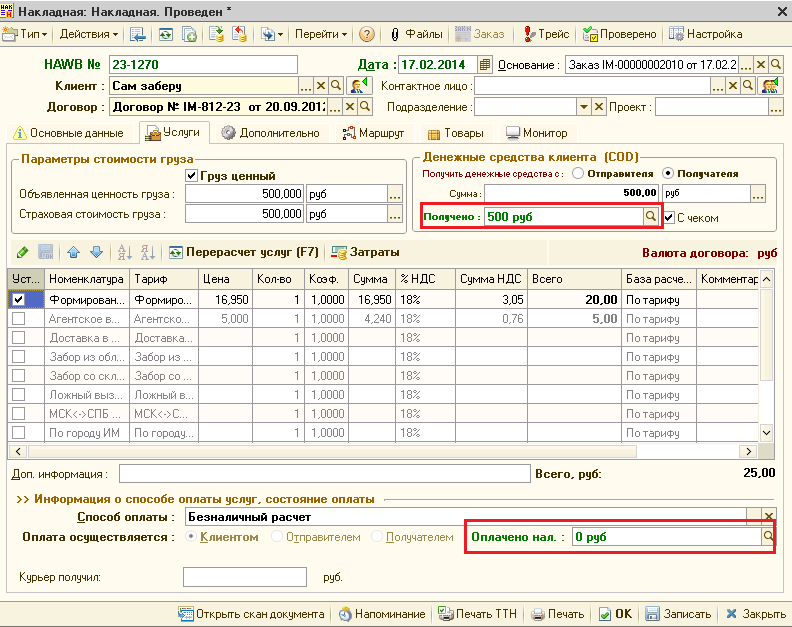 Накладная: Накладная. Проведен *
Тип Действия Перейти Файлы Заказ Трейс Проверено Настройка
HAWB № 23-1270 Дата : 17.02.2014 Основание : Заказ IM-00000002010 от 17.02.2
Клиент : Сам заберу Контактное лицо :
Договор : Договор № IM-812-23 от 20.09.2012 Подразделение : Проект :
Основные данные Услуги Дополнительно Маршрут Товары Монитор
Параметры стоимости груза Денежные средства клиента (COD)
Груз ценный Получить денежные средства с : Отправителя Получателя
Объявленная ценность груза : 500,000 руб Сумма : 500,00 руб
Страховая стоимость груза : 500,000 руб Получено : 500 руб С чеком
Перерасчет услуг (F7) Затраты Валюта договора: руб
Уст... Номенклатура Тариф Цена Кол-во Коэф. Сумма % НДС Сумма НДС Всего База расче... Комментар
Формирован... Формиро... 16,950 1 1,0000 16,950 18% 3,05 20,00 По тарифу
Агентское в... Агентско... 5,000 1 1,0000 4,240 18% 0,76 5,00 По тарифу
Доставка в ... Доставка... 1 1,0000 18% По тарифу
Забор из обл... Забор из ... 1 1,0000 18% По тарифу
Забор со скл... Забор со ... 1 1,0000 18% По тарифу
Ложный выз... Ложный в... 1 1,0000 18% По тарифу
МСК<->СПБ ... МСК<->С... 1 1,0000 18% По тарифу
По городу ИМ По городу... 1 1,0000 18% По тарифу
Доп. информация : Всего, руб: 25,00
>> Информация о способе оплаты услуг, состояние оплаты
Способ оплаты : Безналичный расчет
Оплата осуществляется : Клиентом Отправителем Получателем Оплачено нал. : 0 руб
Курьер получил: руб.
Открыть скан документа Напоминание Печать ТТН Печать OK Записать Закрыть